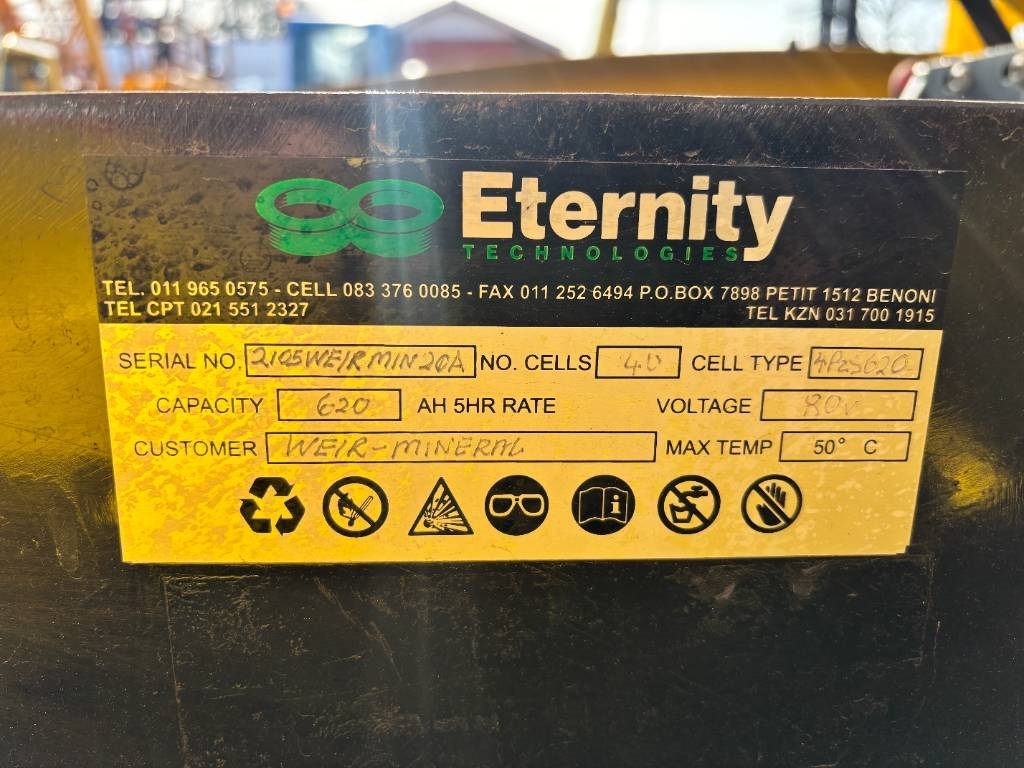 Eternity
TECHNOLOGIES
TEL. 011 965 0575 - CELL 083 376 0085 - FAX 011 252 6494 P.O.BOX 7898 PETIT 1512 BENONI
TEL CPT 021 551 2327 TEL KZN 031 700 1915
SERIAL NO. 2105WEIRMIN20A NO. CELLS 40 CELL TYPE 4PzS620
CAPACITY 620 AH 5HR RATE VOLTAGE 80v
CUSTOMER WEIR-MINERAL MAX TEMP 50° C